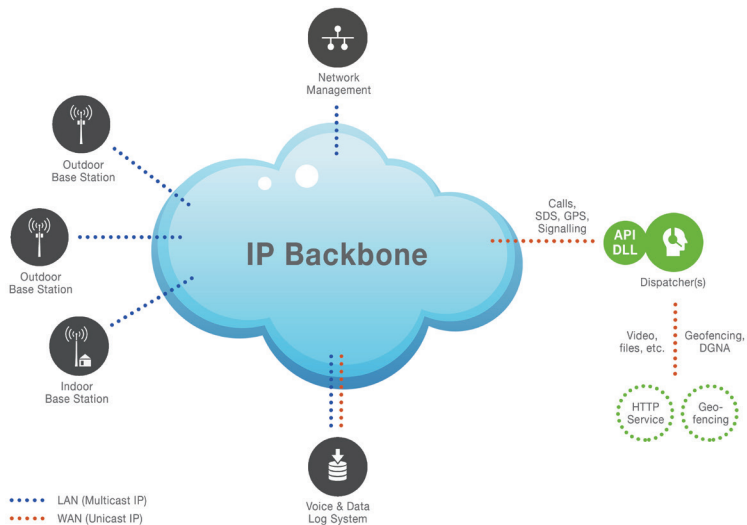 Network
Management
Outdoor
Base Station
Outdoor
Base Station
Indoor
Base Station
IP Backbone
Calls,
SDS, GPS,
Signalling
API
DLL
Dispatcher(s)
Video,
files, etc.
Geofencing,
DGNA
HTTP
Service
Geo-
fencing
Voice & Data
Log System
LAN (Multicast IP)
WAN (Unicast IP)